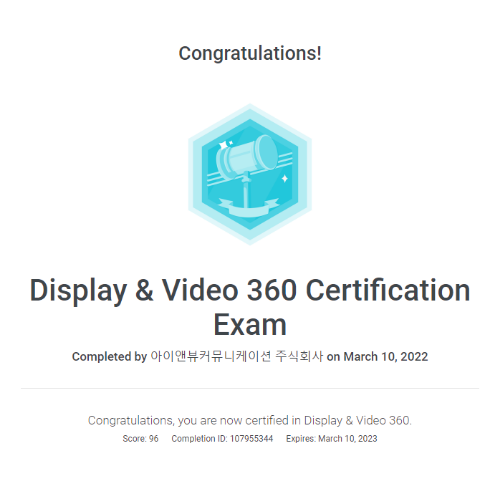 Congratulations!
Display & Video 360 Certification
Exam
Completed by 아이앤뷰커뮤니케이션 주식회사 on March 10, 2022
Congratulations, you are now certified in Display & Video 360.
Score: 96 Completion ID: 107955344 Expires: March 10, 2023